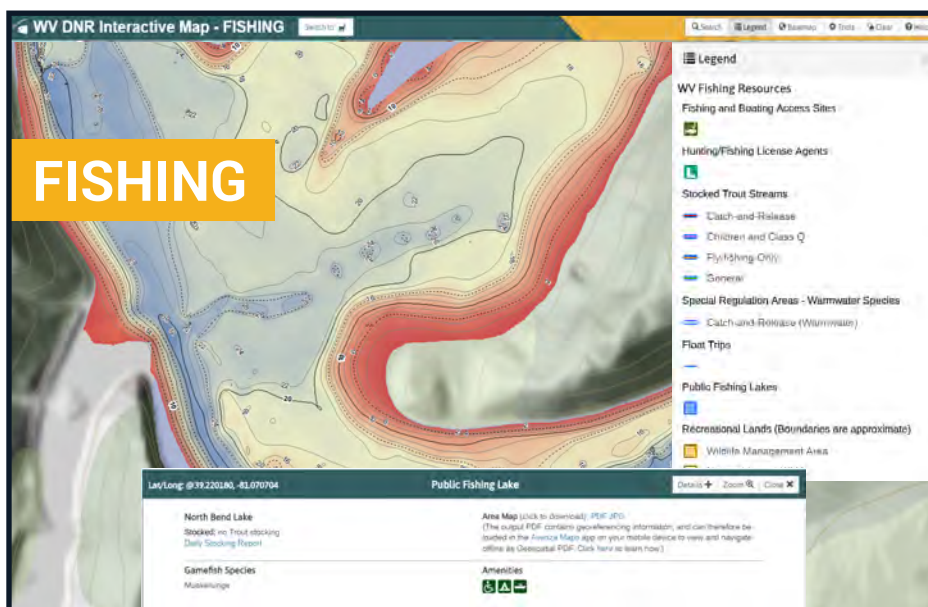 WV DNR Interactive Map - FISHING
Switch to
Search
Legend
Basemap
Tools
Clear
Legend
WV Fishing Resources
Fishing and Boating Access Sites
Hunting/Fishing License Agents
L
Stocked Trout Streams
Catch-and-Release
Children and Class Q
Fly-fishing-Only
General
Special Regulation Areas - Warmwater Species
Catch-and-Release (Warmwater)
Float Trips
Public Fishing Lakes
Recreational Lands (Boundaries are approximate)
Wildlife Management Area
FISHING
20
Lat/Long: @39.220180, -81.070704
Public Fishing Lake
Details
Zoom
Close
North Bend Lake
Stocked: no Trout stocking
Daily Stocking Report
Gamefish Species
Muskellunge
Area Map (click to download): PDF JPG
(The output PDF contains georeferencing information, and can therefore be
loaded in the Avenza Maps app on your mobile device to view and navigate
offline as Geospatial PDF. Click here to learn how.)
Amenities